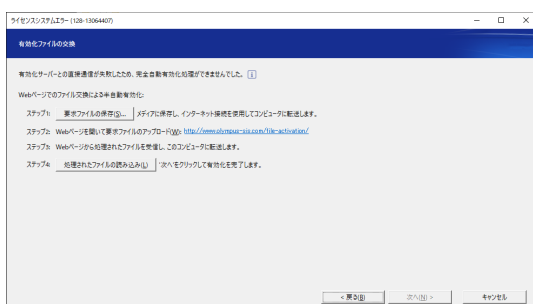 ライセンスシステムエラー (128-13064407)
有効化ファイルの交換
有効化サーバーとの直接通信が失敗したため、完全自動有効化処理ができませんでした。 i
Webページでのファイル交換による半自動有効化:
ステップ1: 要求ファイルの保存(S)... メディアに保存し、インターネット接続を使用してコンピュータに転送します。
ステップ2: Webページを開いて要求ファイルのアップロード(W): http://www.olympus-sis.com/file-activation/
ステップ3: Webページから処理されたファイルを受信し、このコンピュータに転送します。
ステップ4: 処理されたファイルの読み込み(L) '次へ'をクリックして有効化を完了します。
< 戻る(B) 次へ(N) > キャンセル